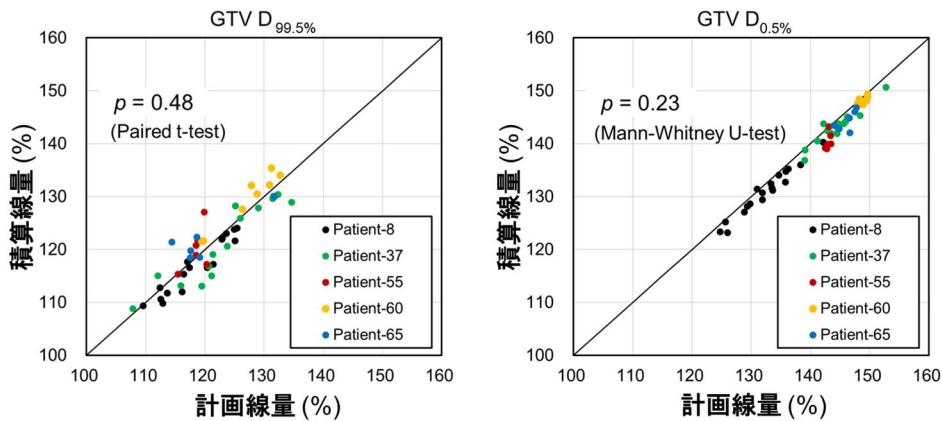 GTV D99.5%
160
150
140
130
120
110
100
積算線量 (%)
p = 0.48
(Paired t-test)
Patient-8
Patient-37
Patient-55
Patient-60
Patient-65
100 110 120 130 140 150 160
計画線量 (%)
GTV D0.5%
160
150
140
130
120
110
100
積算線量 (%)
p = 0.23
(Mann-Whitney U-test)
Patient-8
Patient-37
Patient-55
Patient-60
Patient-65
100 110 120 130 140 150 160
計画線量 (%)